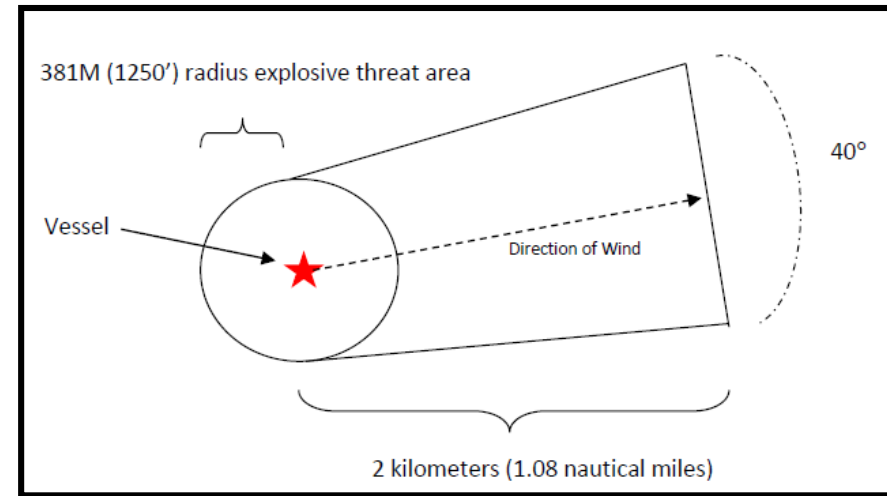 381M (1250’) radius explosive threat area
40°
Vessel
Direction of Wind
2 kilometers (1.08 nautical miles)